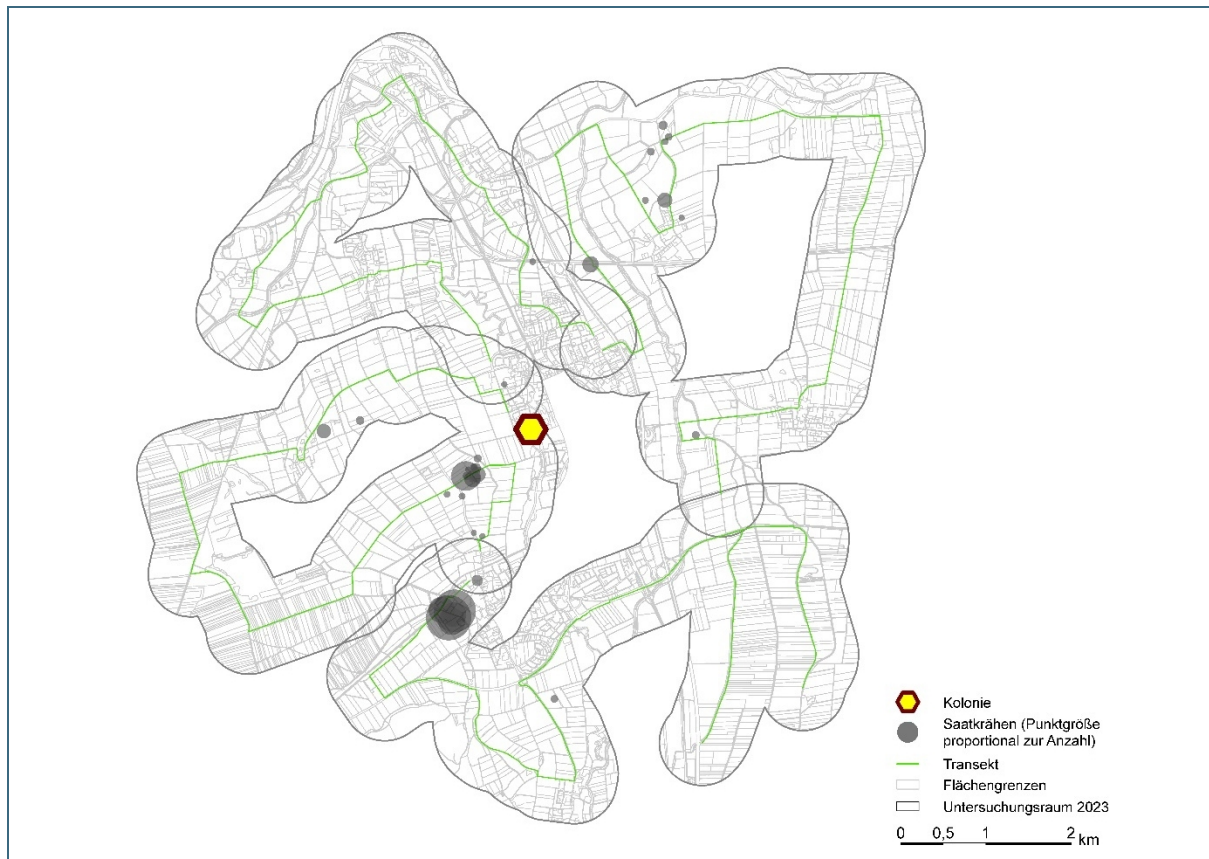 Kolonie
Saatkrähen (Punktgröße
proportional zur Anzahl)
Transekt
Flächengrenzen
Untersuchungsraum 2023
0 0,5 1 2 km